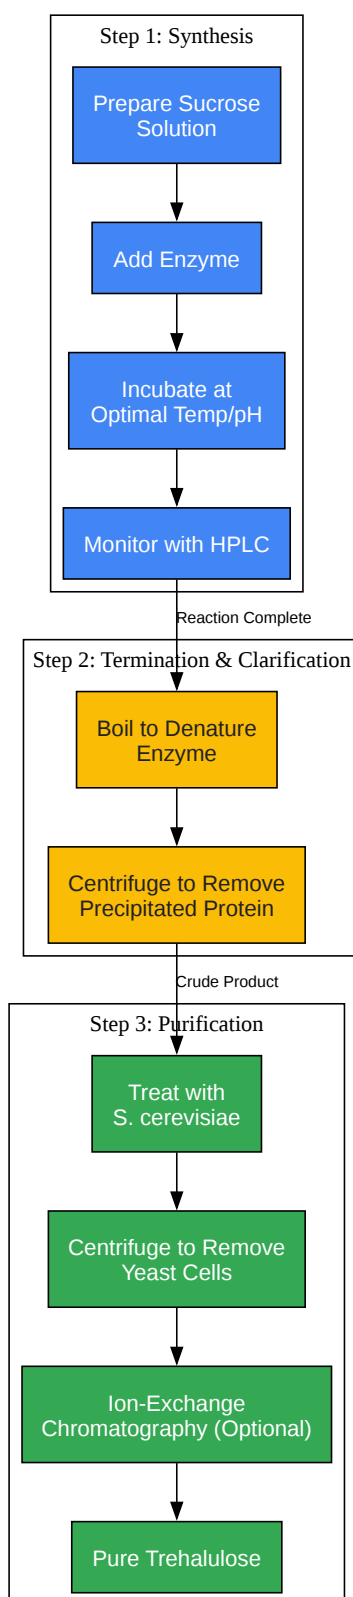 Step 1: Synthesis
Prepare Sucrose
Solution
Add Enzyme
Incubate at
Optimal Temp/pH
Monitor with HPLC
Reaction Complete
Step 2: Termination & Clarification
Boil to Denature
Enzyme
Centrifuge to Remove
Precipitated Protein
Crude Product
Step 3: Purification
Treat with
S. cerevisiae
Centrifuge to Remove
Yeast Cells
Ion-Exchange
Chromatography (Optional)
Pure Trehalulose